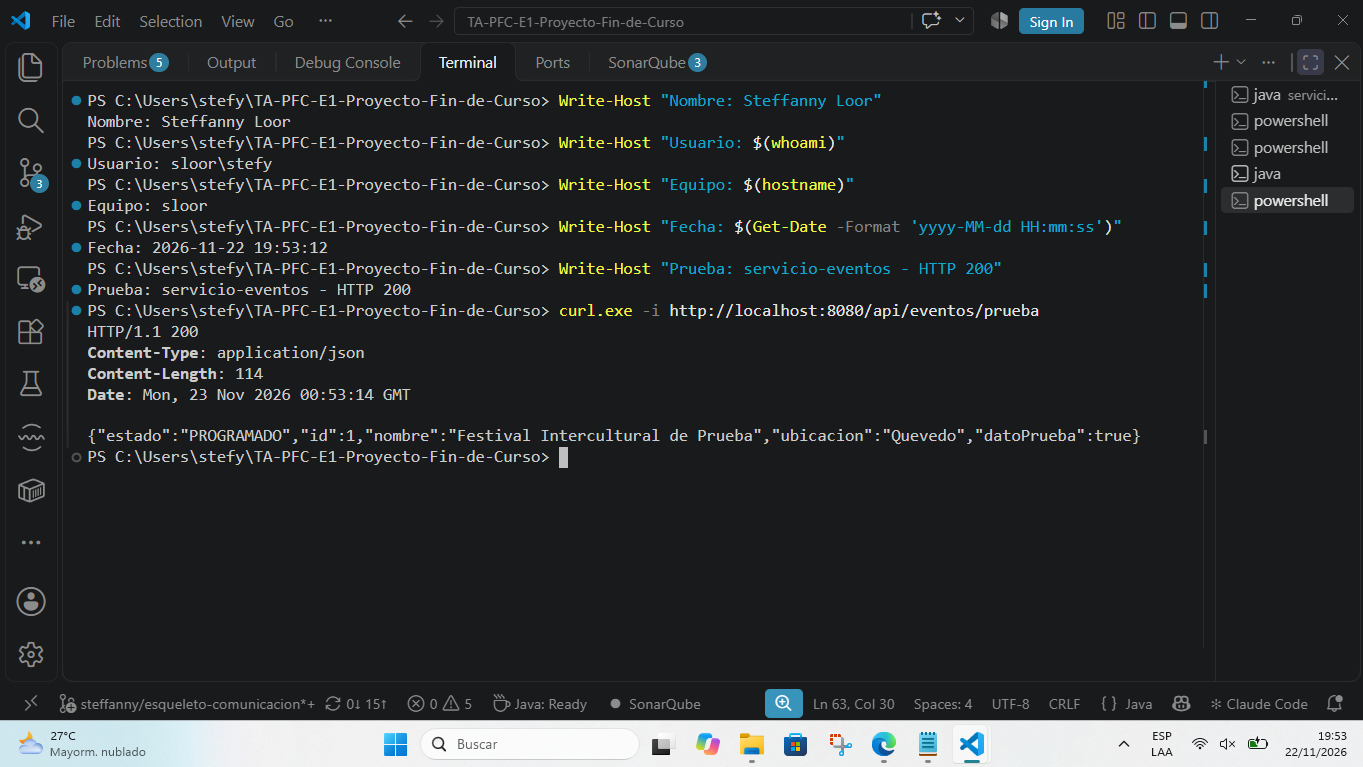 File Edit Selection View Go ··· TA-PFC-E1-Proyecto-Fin-de-Curso Sign In
Problems 5 Output Debug Console Terminal Ports SonarQube 3
PS C:\Users\stefy\TA-PFC-E1-Proyecto-Fin-de-Curso> Write-Host "Nombre: Steffanny Loor"
Nombre: Steffanny Loor
PS C:\Users\stefy\TA-PFC-E1-Proyecto-Fin-de-Curso> Write-Host "Usuario: $(whoami)"
Usuario: sloor\stefy
PS C:\Users\stefy\TA-PFC-E1-Proyecto-Fin-de-Curso> Write-Host "Equipo: $(hostname)"
Equipo: sloor
PS C:\Users\stefy\TA-PFC-E1-Proyecto-Fin-de-Curso> Write-Host "Fecha: $(Get-Date -Format 'yyyy-MM-dd HH:mm:ss')"
Fecha: 2026-11-22 19:53:12
PS C:\Users\stefy\TA-PFC-E1-Proyecto-Fin-de-Curso> Write-Host "Prueba: servicio-eventos - HTTP 200"
Prueba: servicio-eventos - HTTP 200
PS C:\Users\stefy\TA-PFC-E1-Proyecto-Fin-de-Curso> curl.exe -i http://localhost:8080/api/eventos/prueba
HTTP/1.1 200
Content-Type: application/json
Content-Length: 114
Date: Mon, 23 Nov 2026 00:53:14 GMT
{"estado":"PROGRAMADO","id":1,"nombre":"Festival Intercultural de Prueba","ubicacion":"Quevedo","datoPrueba":true}
PS C:\Users\stefy\TA-PFC-E1-Proyecto-Fin-de-Curso>
java servici...
powershell
powershell
java
powershell
3
steffanny/esqueleto-comunicacion*+ 0↓ 15↑ 0 5 Java: Ready SonarQube Ln 63, Col 30 Spaces: 4 UTF-8 CRLF {} Java Claude Code
27°C
Mayorm. nublado
Buscar
ESP
LAA
19:53
22/11/2026